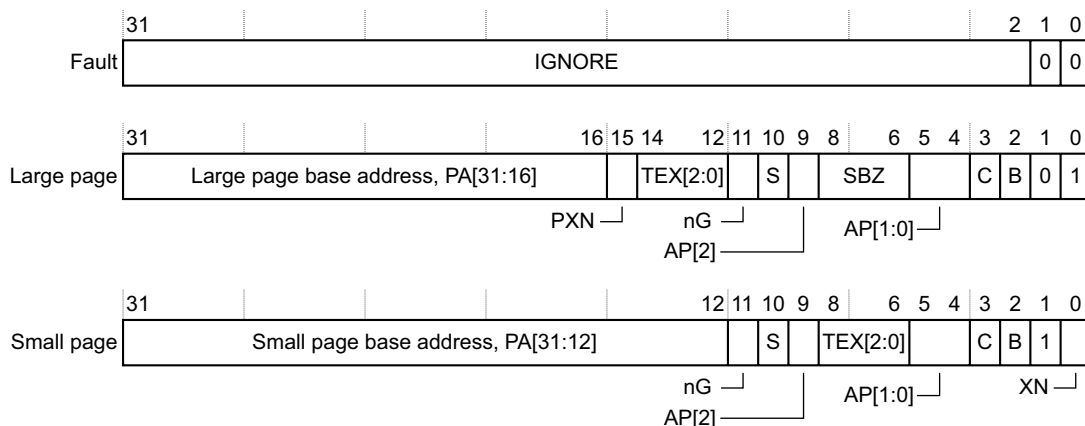 31 2 1 0
Fault IGNORE 0 0
31 16 15 14 12 11 10 9 8 6 5 4 3 2 1 0
Large page Large page base address, PA[31:16] TEX[2:0] S SBZ C B 0 1
PXN nG AP[1:0]
AP[2]
31 12 11 10 9 8 6 5 4 3 2 1 0
Small page Small page base address, PA[31:12] S TEX[2:0] C B 1
nG AP[1:0] XN
AP[2]